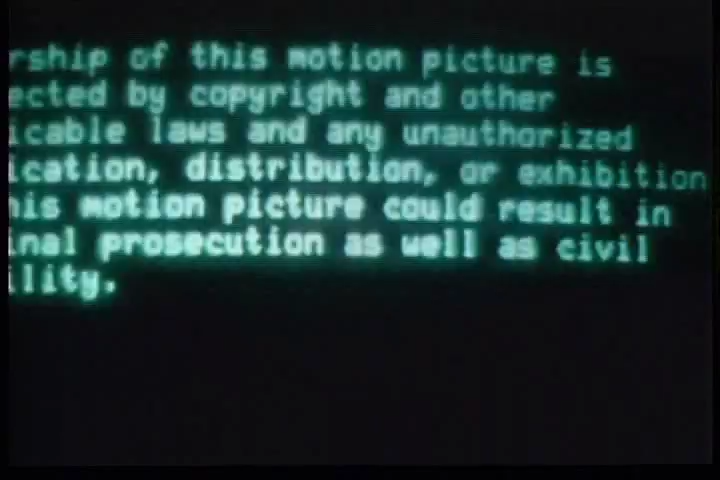 rship of this motion picture is
ected by copyright and other
icable laws and any unauthorized
ication, distribution, or exhibition
his motion picture could result in
inal prosecution as well as civil
ility.